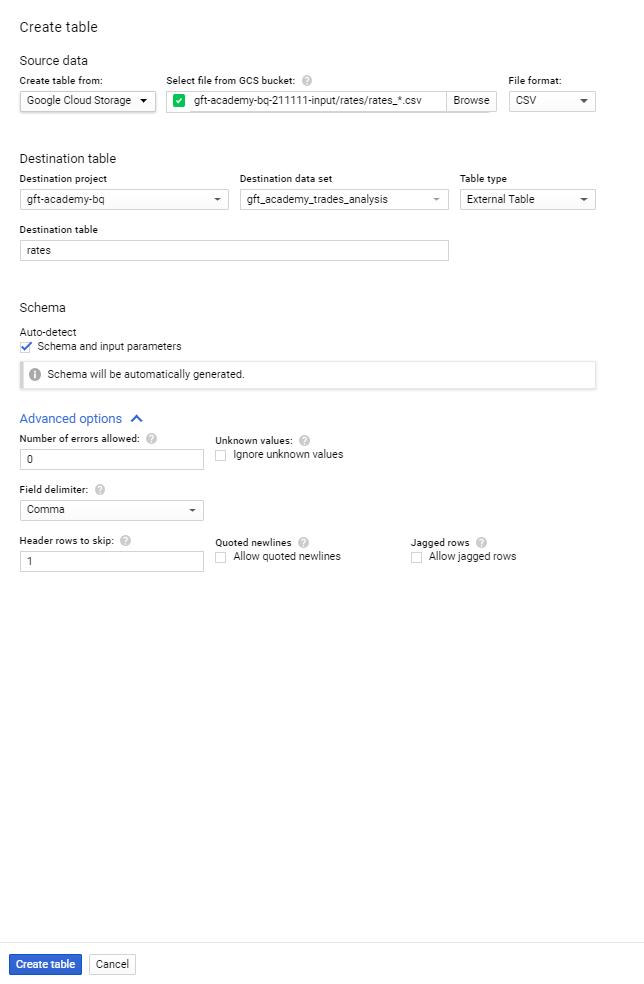 Create table
Source data
Create table from: Select file from GCS bucket: ? File format:
Google Cloud Storage gft-academy-bq-211111-input/rates/rates_*.csv Browse CSV
Destination table
Destination project Destination data set Table type
gft-academy-bq gft_academy_trades_analysis External Table
Destination table
rates
Schema
Auto-detect
Schema and input parameters
i Schema will be automatically generated.
Advanced options
Number of errors allowed: ? Unknown values: ?
0 Ignore unknown values
Field delimiter: ?
Comma
Header rows to skip: ? Quoted newlines ? Jagged rows ?
1 Allow quoted newlines Allow jagged rows
Create table Cancel